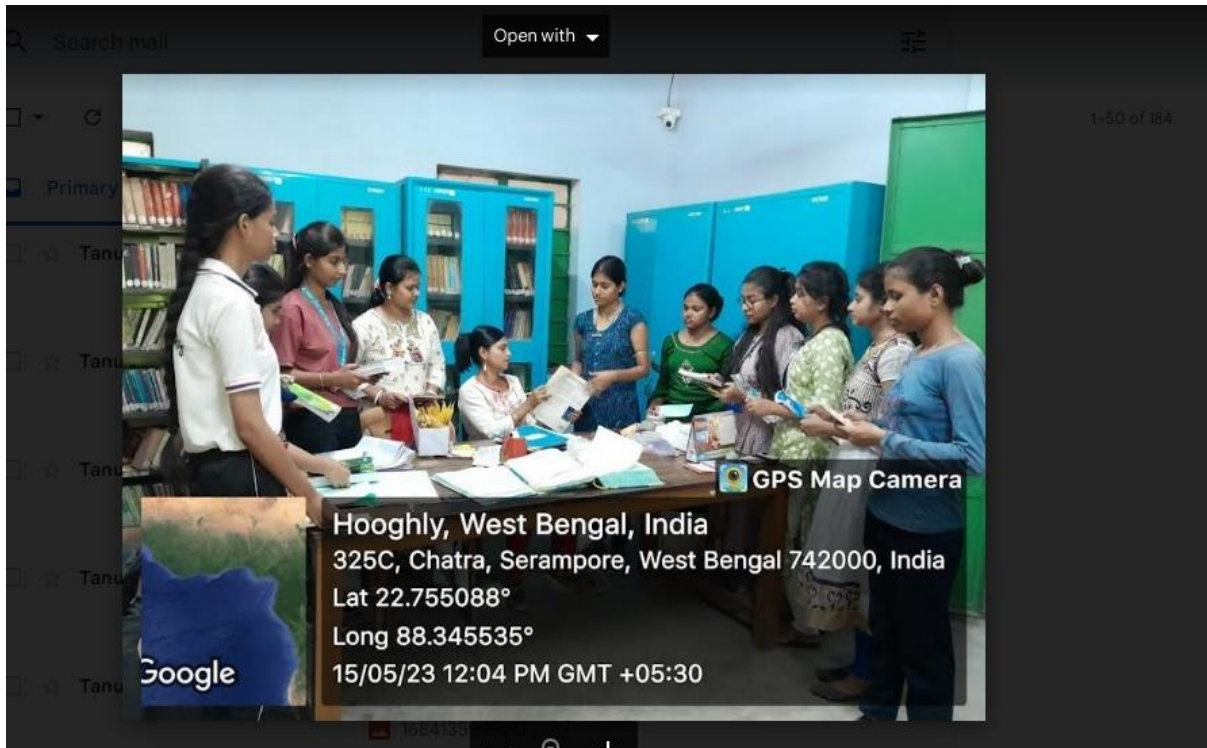 Search mail
Open with
1-50 of 184
Primary
Tanu
Tanu
Tanu
Tanu
Tanu
GPS Map Camera
Hooghly, West Bengal, India
325C, Chatra, Serampore, West Bengal 742000, India
Lat 22.755088°
Long 88.345535°
15/05/23 12:04 PM GMT +05:30
Google